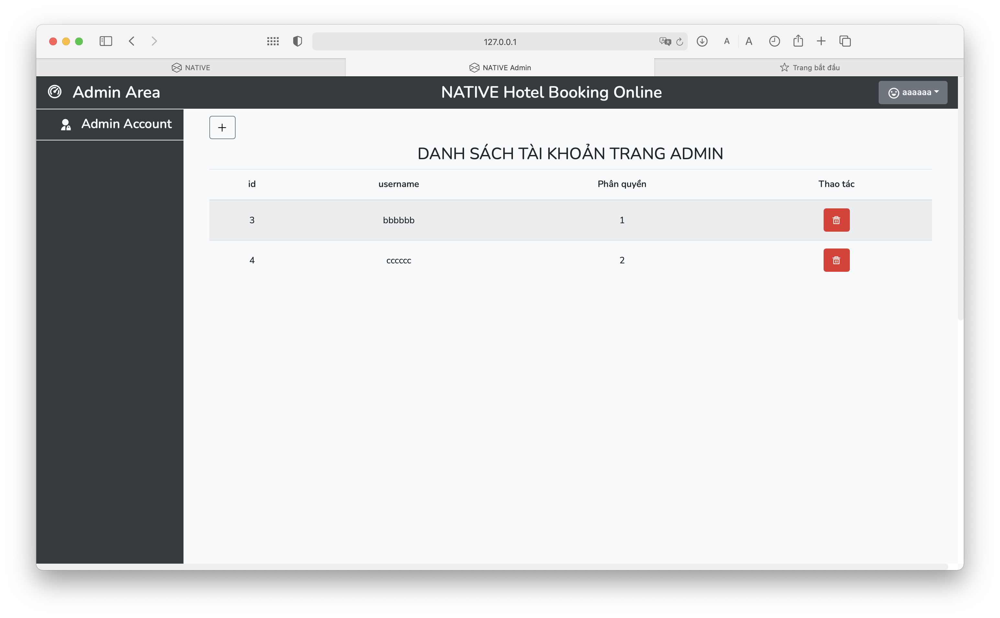 127.0.0.1
A A
NATIVE NATIVE Admin Trang bắt đầu
Admin Area NATIVE Hotel Booking Online aaaaaa
Admin Account
+
DANH SÁCH TÀI KHOẢN TRANG ADMIN
id username Phân quyền Thao tác
3 bbbbbb 1
4 cccccc 2